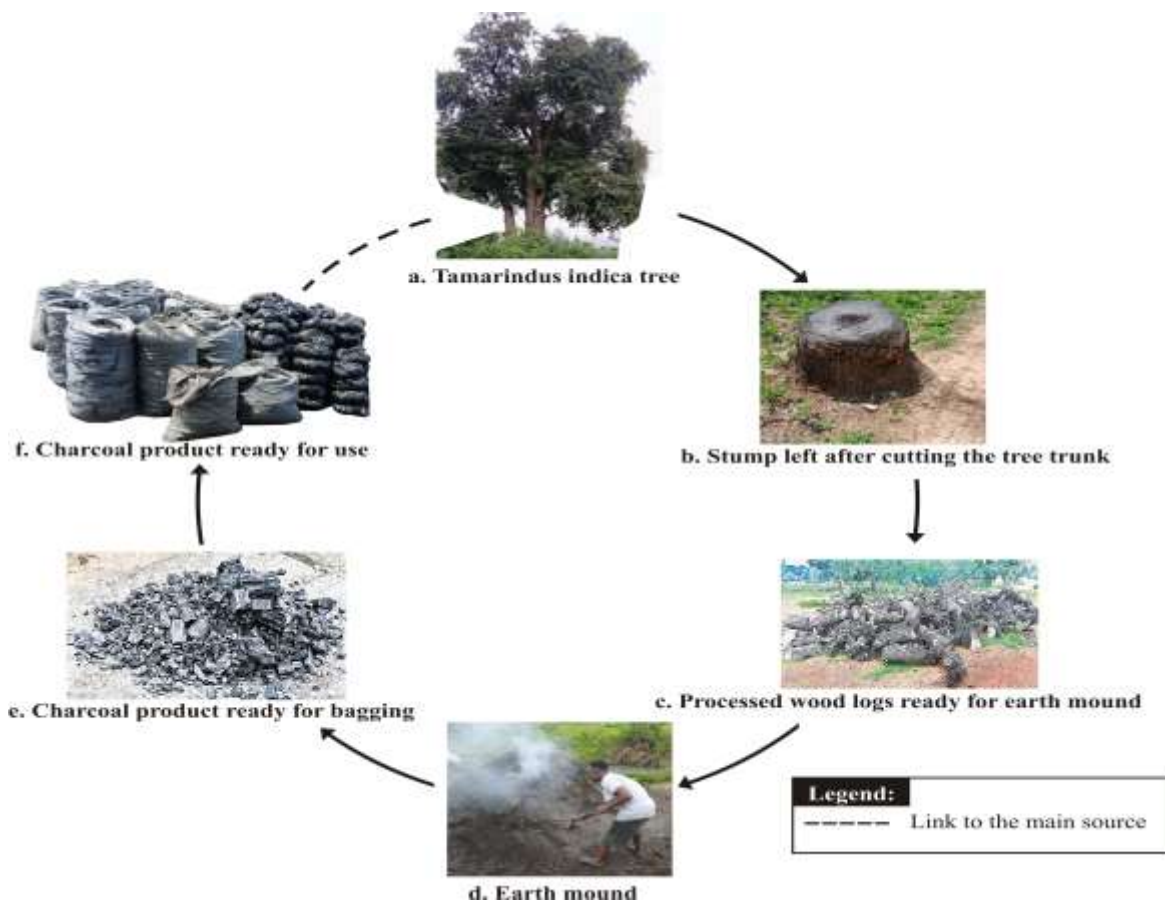 a. Tamarindus indica tree
b. Stump left after cutting the tree trunk
c. Processed wood logs ready for earth mound
d. Earth mound
e. Charcoal product ready for bagging
f. Charcoal product ready for use
Legend:
Link to the main source